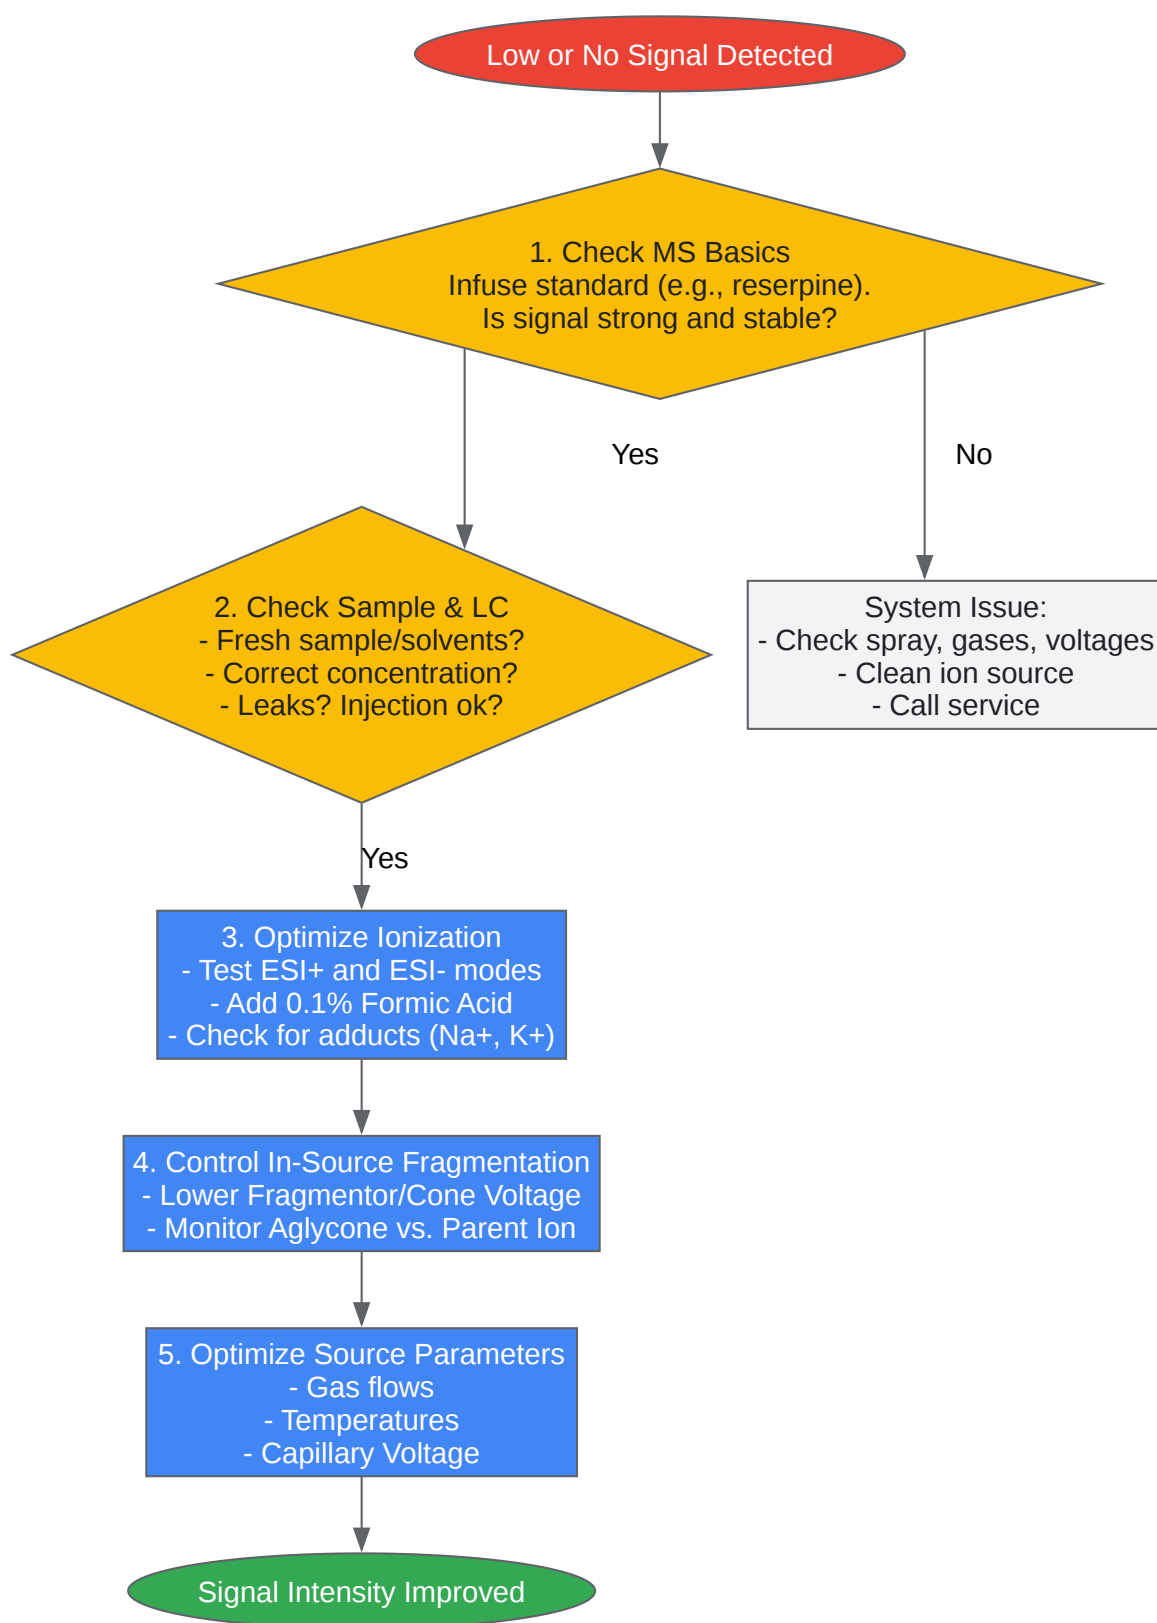 Low or No Signal Detected
1. Check MS Basics
Infuse standard (e.g., reserpine).
Is signal strong and stable?
Yes
No
2. Check Sample & LC
- Fresh sample/solvents?
- Correct concentration?
- Leaks? Injection ok?
System Issue:
- Check spray, gases, voltages
- Clean ion source
- Call service
Yes
3. Optimize Ionization
- Test ESI+ and ESI- modes
- Add 0.1% Formic Acid
- Check for adducts (Na+, K+)
4. Control In-Source Fragmentation
- Lower Fragmentor/Cone Voltage
- Monitor Aglycone vs. Parent Ion
5. Optimize Source Parameters
- Gas flows
- Temperatures
- Capillary Voltage
Signal Intensity Improved